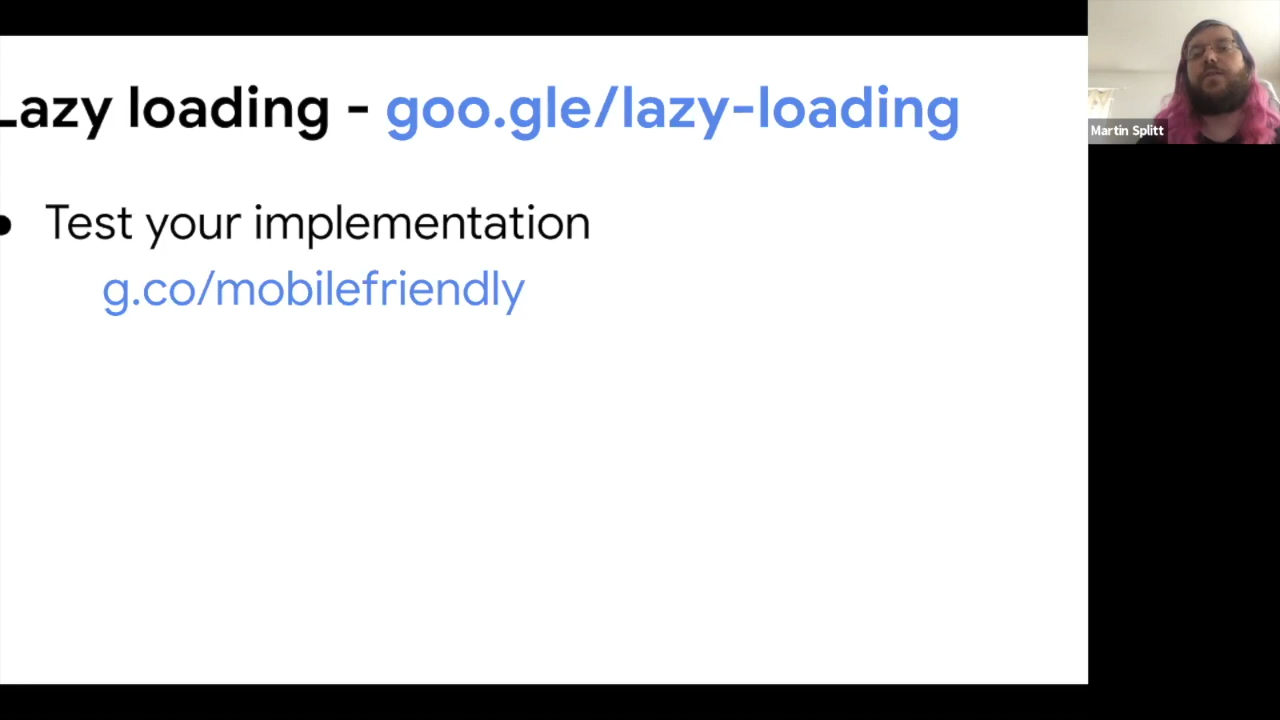 Lazy loading - goo.gle/lazy-loading
● Test your implementation
g.co/mobilefriendly
Martin Splitt